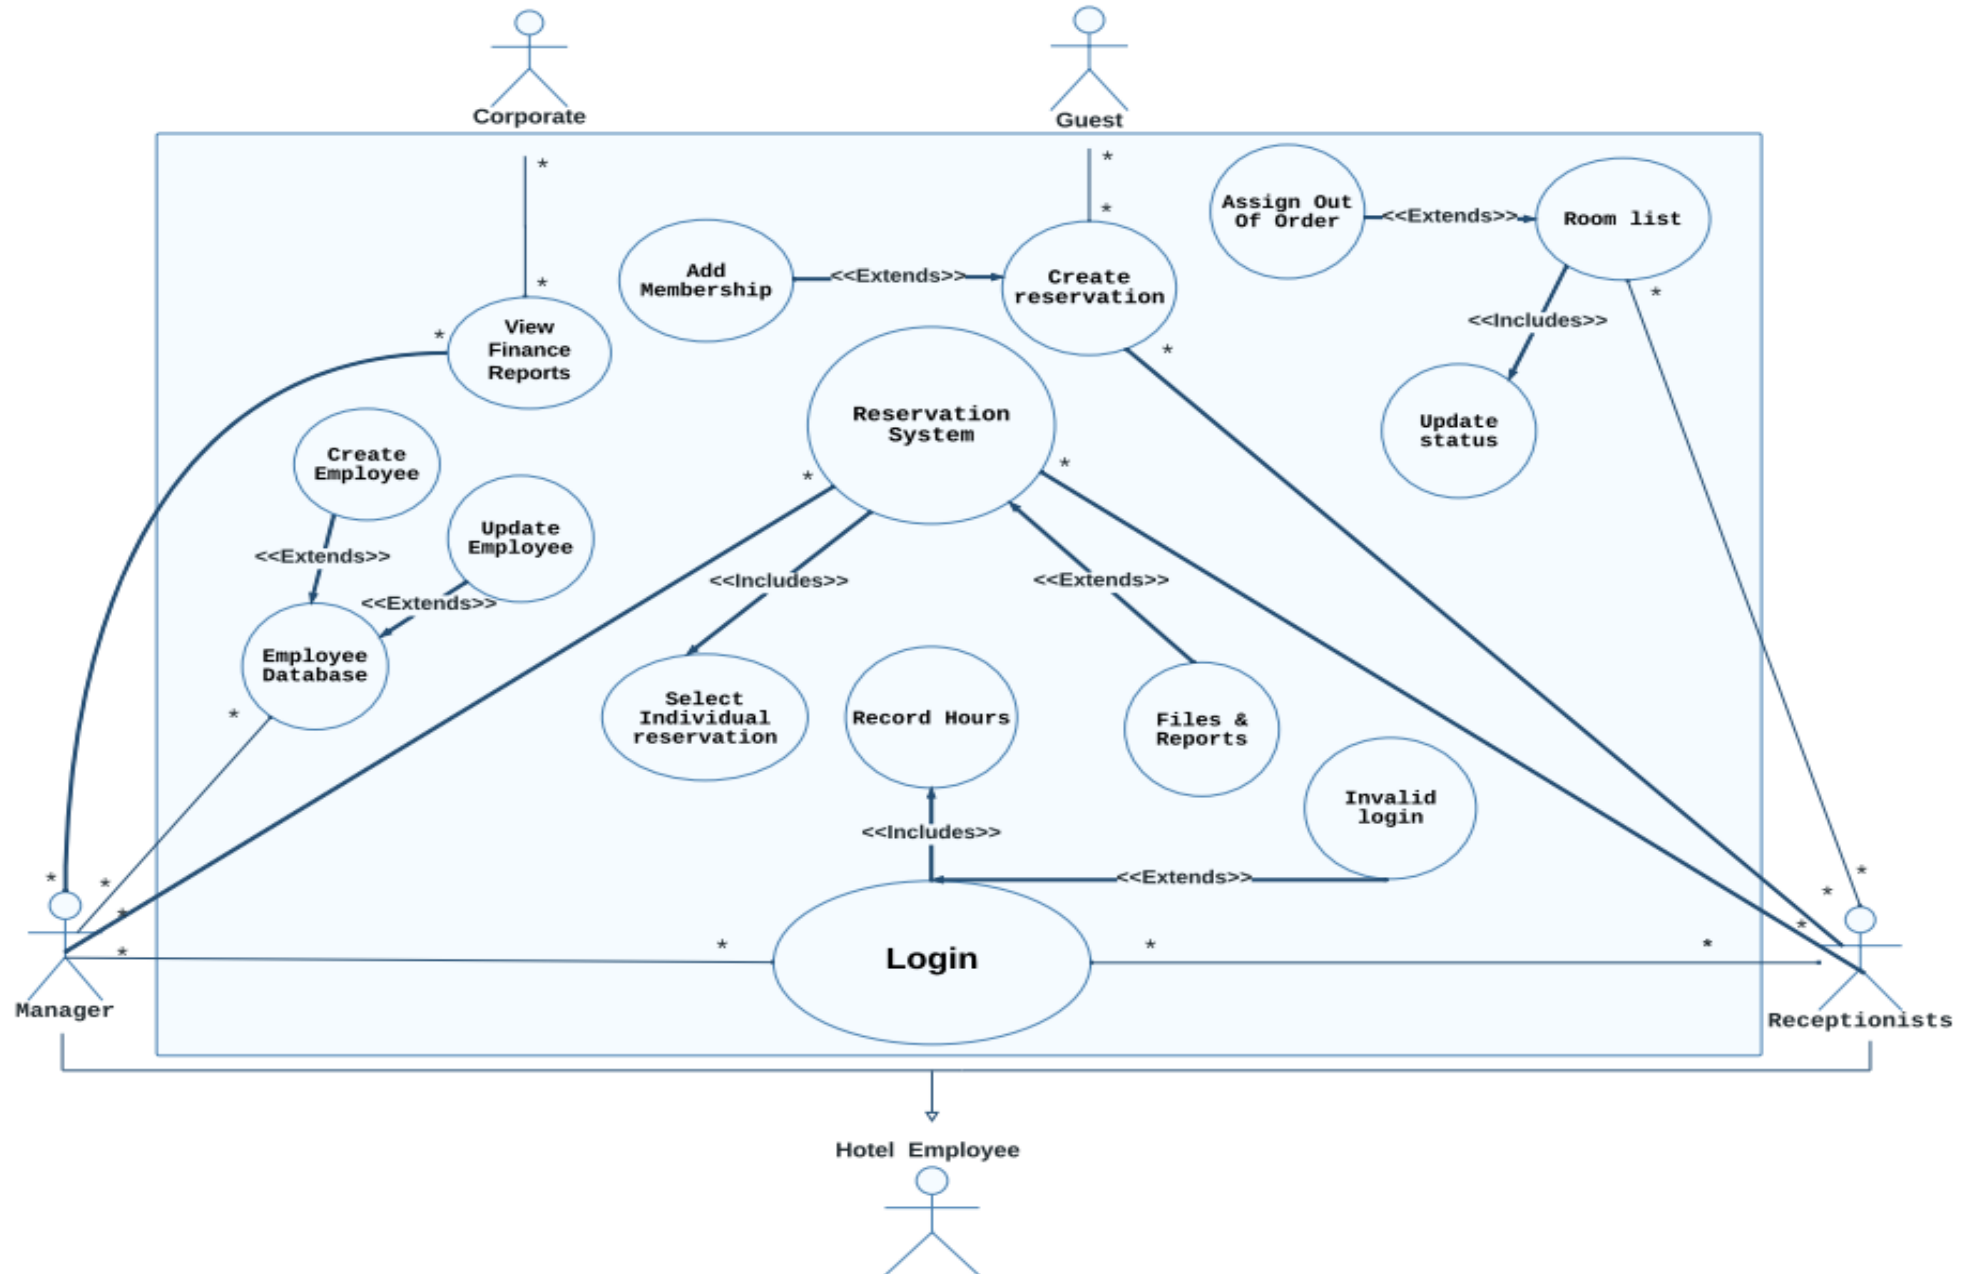 Corporate
Guest
*
*
*
*
Assign Out
Of Order
<<Extends>>
Room list
Add
Membership
<<Extends>>
Create
reservation
*
<<Includes>>
*
View
Finance
Reports
*
Reservation
System
Update
status
Create
Employee
*
*
Update
Employee
<<Extends>>
<<Includes>>
<<Extends>>
<<Extends>>
Employee
Database
*
Select
Individual
reservation
Record Hours
Files &
Reports
Invalid
login
<<Includes>>
<<Extends>>
*
*
*
*
*
*
*
*
*
*
Login
Manager
Receptionists
Hotel Employee